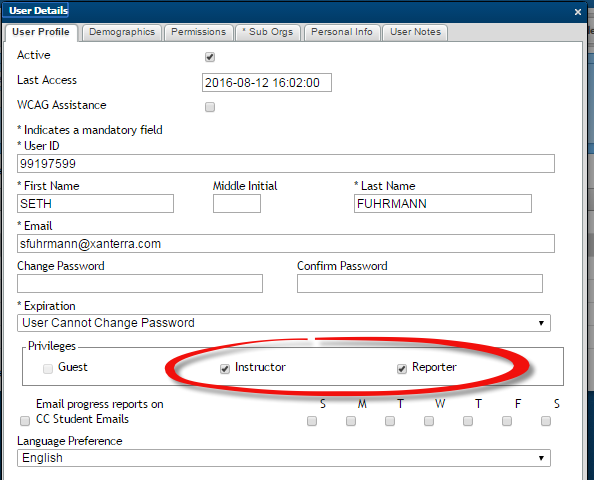 User Details
User Profile Demographics Permissions * Sub Orgs Personal Info User Notes
Active
Last Access 2016-08-12 16:02:00
WCAG Assistance
* Indicates a mandatory field
* User ID
99197599
* First Name Middle Initial * Last Name
SETH FUHRMANN
* Email
sfuhrmann@xanterra.com
Change Password Confirm Password
* Expiration
User Cannot Change Password
Privileges
Guest Instructor Reporter
Email progress reports on S M T W T F S
CC Student Emails
Language Preference
English